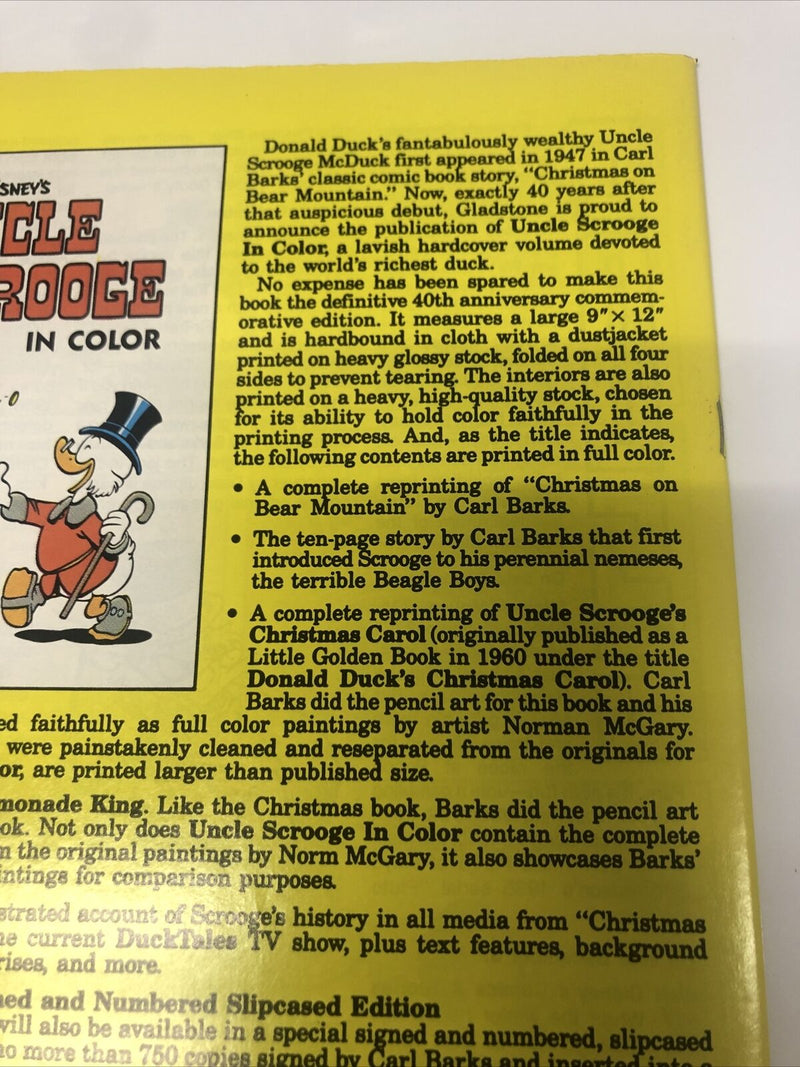 SNEY'S
CLE
ROOGE
IN COLOR
Donald Duck's fantabulously wealthy Uncle
Scrooge McDuck first appeared in 1947 in Carl
Barks' classic comic book story, "Christmas on
Bear Mountain." Now, exactly 40 years after
that auspicious debut, Gladstone is proud to
announce the publication of Uncle Scrooge
In Color, a lavish hardcover volume devoted
to the world's richest duck.
No expense has been spared to make this
book the definitive 40th anniversary commem-
orative edition. It measures a large 9" x 12"
and is hardbound in cloth with a dustjacket
printed on heavy glossy stock, folded on all four
sides to prevent tearing. The interiors are also
printed on a heavy, high-quality stock, chosen
for its ability to hold color faithfully in the
printing process. And, as the title indicates,
the following contents are printed in full color.
• A complete reprinting of "Christmas on
Bear Mountain" by Carl Barks.
• The ten-page story by Carl Barks that first
introduced Scrooge to his perennial nemeses,
the terrible Beagle Boys.
• A complete reprinting of Uncle Scrooge's
Christmas Carol (originally published as a
Little Golden Book in 1960 under the title
Donald Duck's Christmas Carol). Carl
Barks did the pencil art for this book and his
ed faithfully as full color paintings by artist Norman McGary.
were painstakenly cleaned and reseparated from the originals for
or, are printed larger than published size.
monade King. Like the Christmas book, Barks did the pencil art
ok. Not only does Uncle Scrooge In Color contain the complete
n the original paintings by Norm McGary, it also showcases Barks'
intings for comparison purposes.
strated account of Scrooge's history in all media from "Christmas
he current DuckTales TV show, plus text features, background
rises, and more.
ned and Numbered Slipcased Edition
will also be available in a special signed and numbered, slipcased
no more than 750 copies signed by Carl Barks and inserted into a